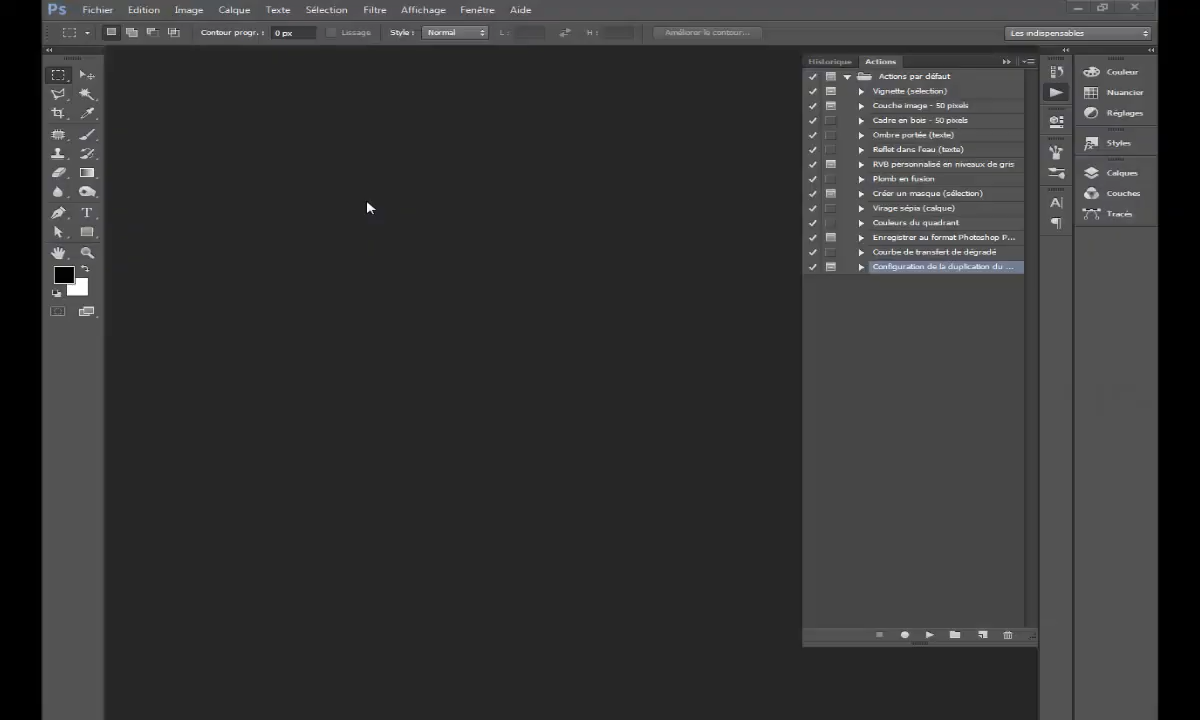 Ps Fichier Edition Image Calque Texte Sélection Filtre Affichage Fenêtre Aide
Contour progr. : 0 px Lissage Style : Normal L : H : Améliorer le contour... Les indispensables
Historique Actions
Actions par défaut
Vignette (sélection)
Couche image - 50 pixels
Cadre en bois - 50 pixels
Ombre portée (texte)
Reflet dans l'eau (texte)
RVB personnalisé en niveaux de gris
Plomb en fusion
Créer un masque (sélection)
Virage sépia (calque)
Couleurs du quadrant
Enregistrer au format Photoshop P...
Courbe de transfert de dégradé
Configuration de la duplication du ...
Couleur
Nuancier
Réglages
Styles
Calques
Couches
Tracés